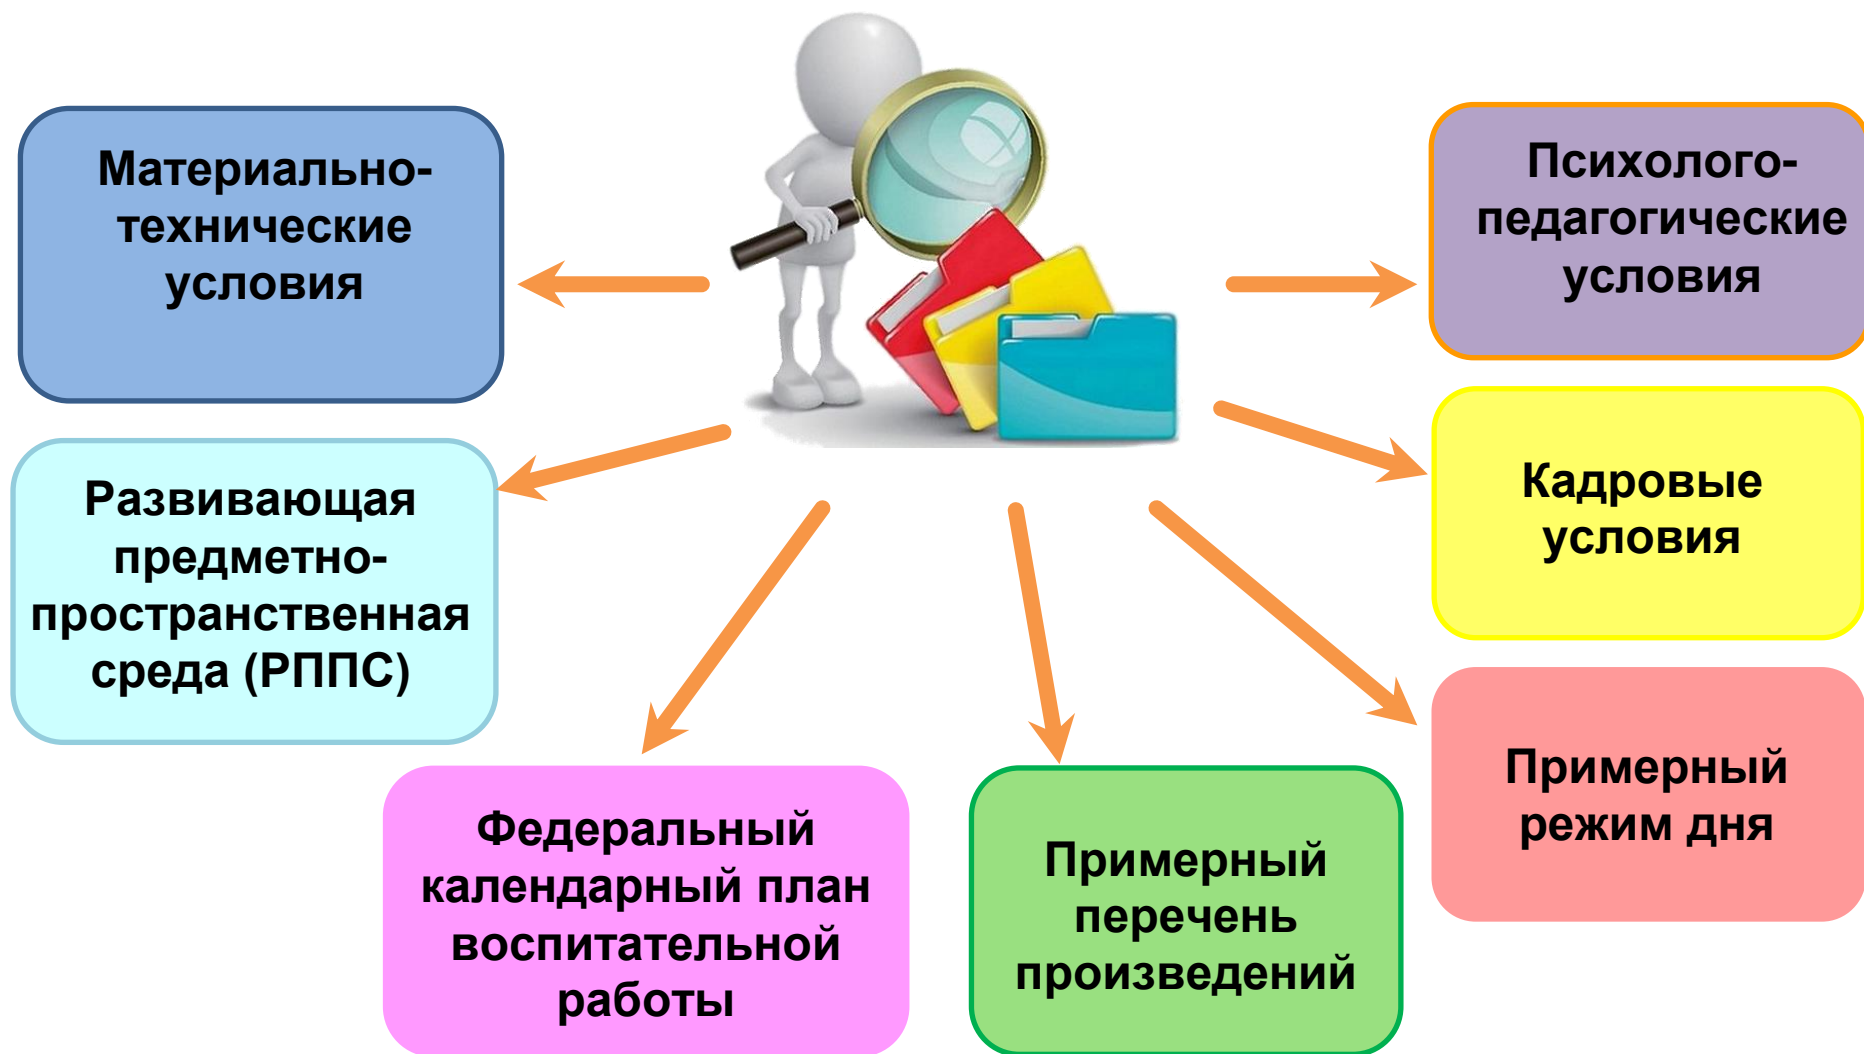 Материально-
технические
условия
Психолого-
педагогические
условия
Развивающая
предметно-
пространственная
среда (РППС)
Кадровые
условия
Примерный
режим дня
Федеральный
календарный план
воспитательной
работы
Примерный
перечень
произведений